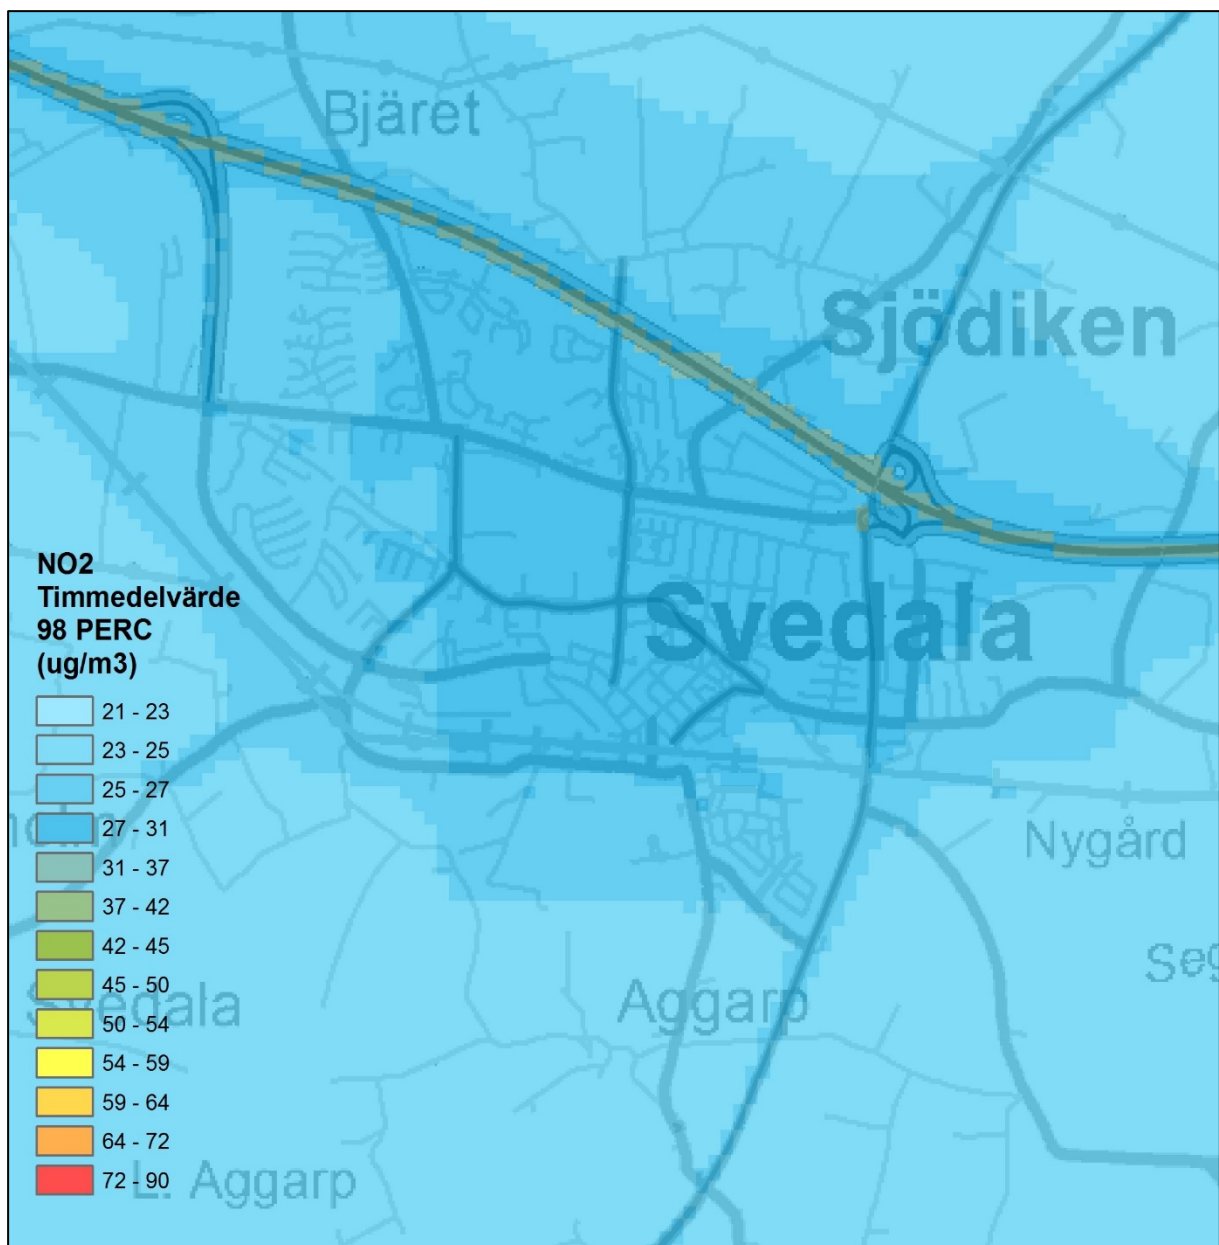 Bjäret
Sjödiken
Svedala
NO2
Timmedelvärde
98 PERC
(ug/m3)
21 - 23
23 - 25
25 - 27
27 - 31
31 - 37
37 - 42
42 - 45
45 - 50
50 - 54
54 - 59
59 - 64
64 - 72
72 - 90
Nygård
Seg
Svedala
Aggarp
L. Aggarp